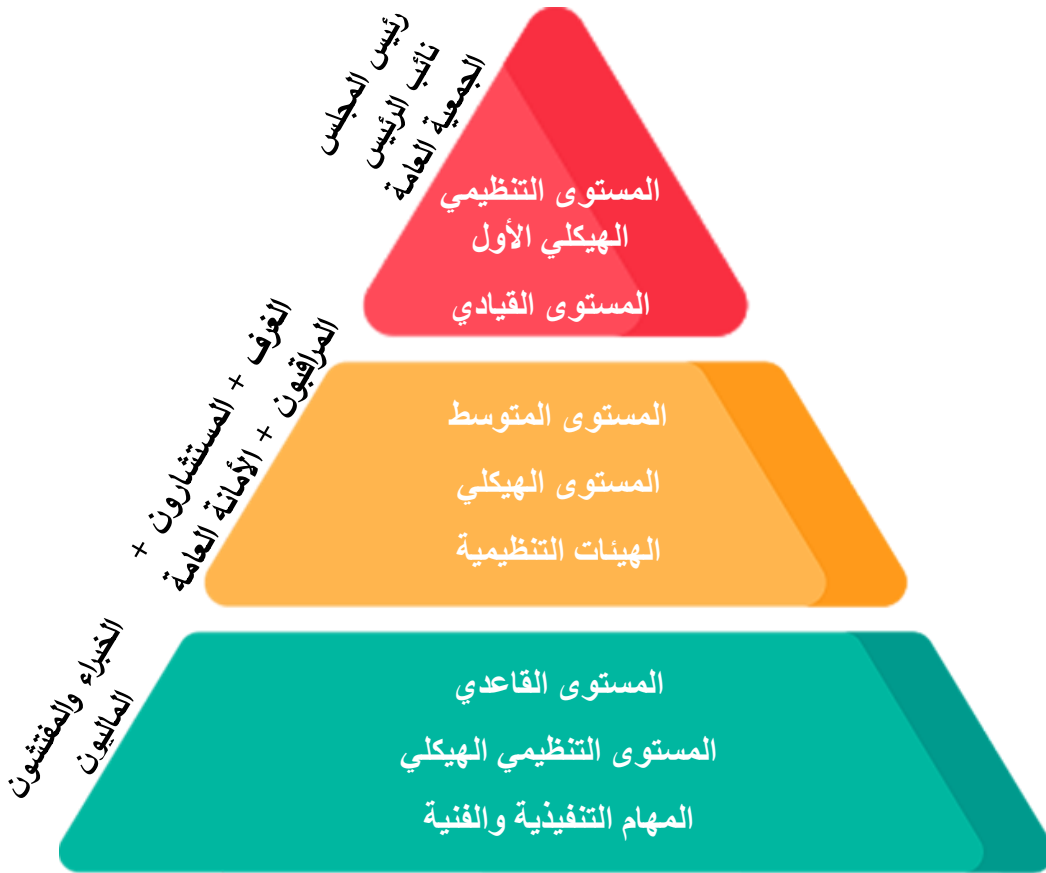 رئيس المجلس
نائب الرئيس
الجمعية العامة
المستوى التنظيمي
الهيكلي الأول
المستوى القيادي
الغرف + المستشارون +
المراقبون + الأمانة العامة
المستوى المتوسط
المستوى الهيكلي
الهيئات التنظيمية
الخبراء والمفتشون
الماليون
المستوى القاعدي
المستوى التنظيمي الهيكلي
المهام التنفيذية والفنية